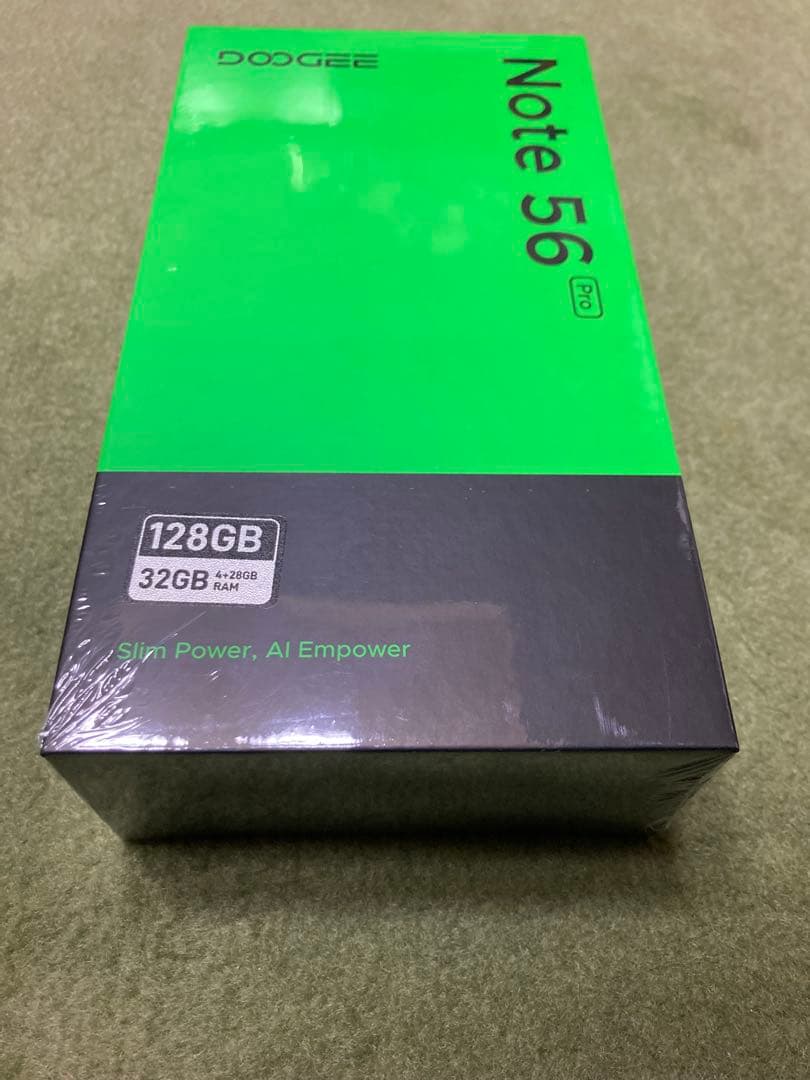 DOOGEE
Note 56 Pro
128GB
32GB 4+28GB RAM
Slim Power, AI Empower